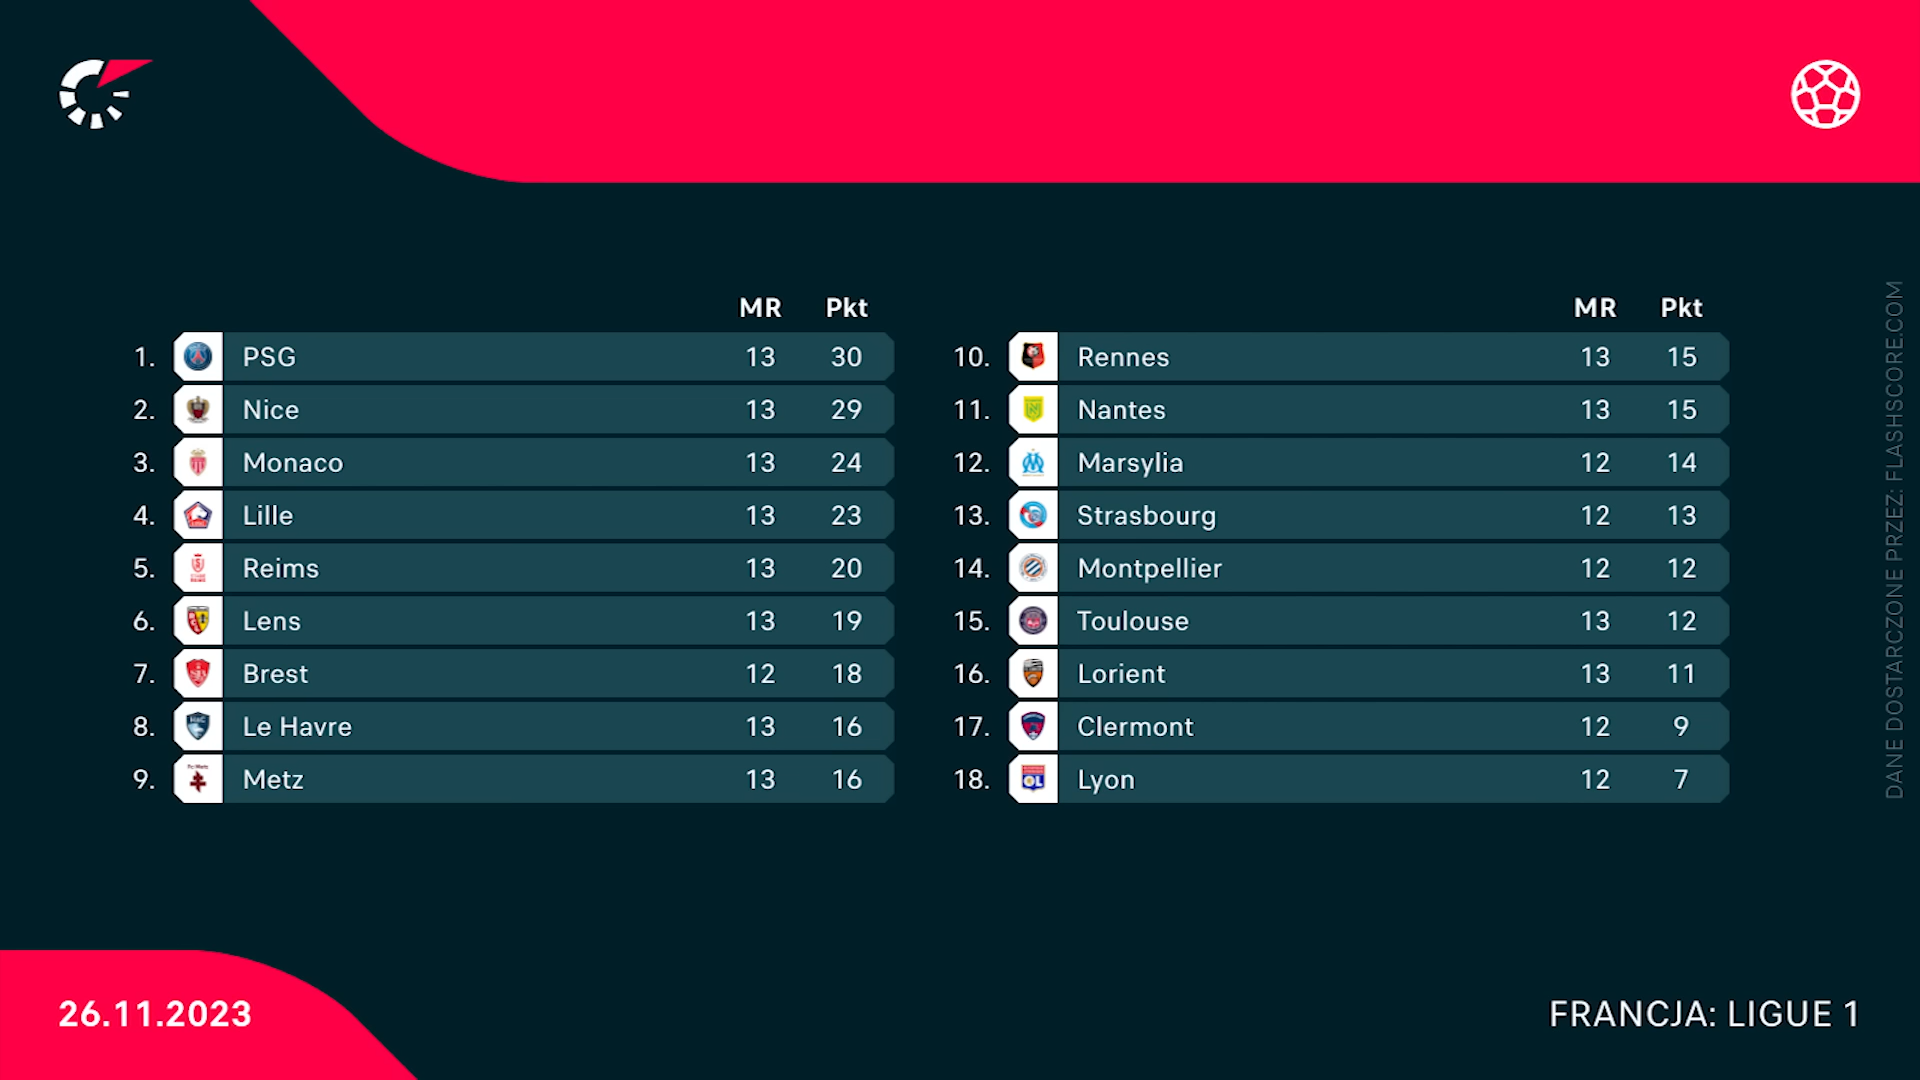 MR Pkt
1. PSG 13 30
2. Nice 13 29
3. Monaco 13 24
4. Lille 13 23
5. Reims 13 20
6. Lens 13 19
7. Brest 12 18
8. Le Havre 13 16
9. Metz 13 16
MR Pkt
10. Rennes 13 15
11. Nantes 13 15
12. Marsylia 12 14
13. Strasbourg 12 13
14. Montpellier 12 12
15. Toulouse 13 12
16. Lorient 13 11
17. Clermont 12 9
18. Lyon 12 7
DANE DOSTARCZONE PRZEZ: FLASHSCORE.COM
26.11.2023
FRANCJA: LIGUE 1